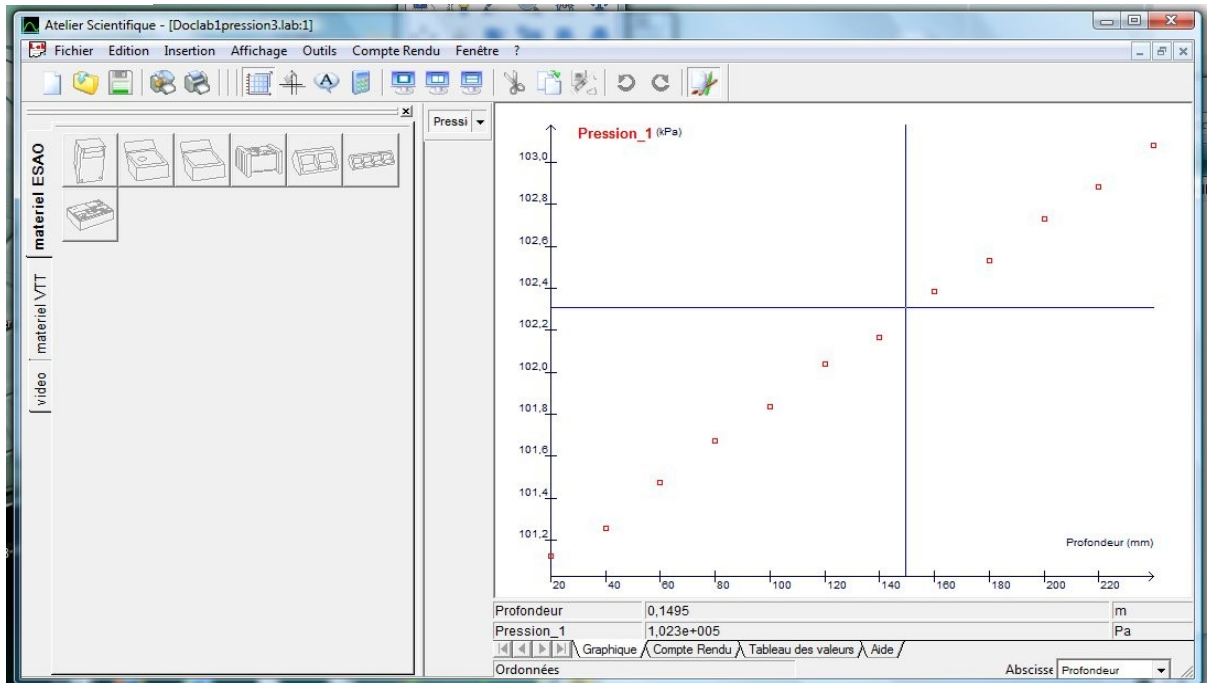 Atelier Scientifique - [Doclab1pression3.lab:1]
Fichier Edition Insertion Affichage Outils Compte Rendu Fenêtre ?
materiel ESAO
materiel VTT
video
Pressi
Pression_1 (kPa)
103,0
102,8
102,6
102,4
102,2
102,0
101,8
101,6
101,4
101,2
Profondeur (mm)
20 40 60 80 100 120 140 160 180 200 220
Profondeur 0,1495 m
Pression_1 1,023e+005 Pa
Graphique Compte Rendu Tableau des valeurs Aide
Ordonnées Abscisse Profondeur